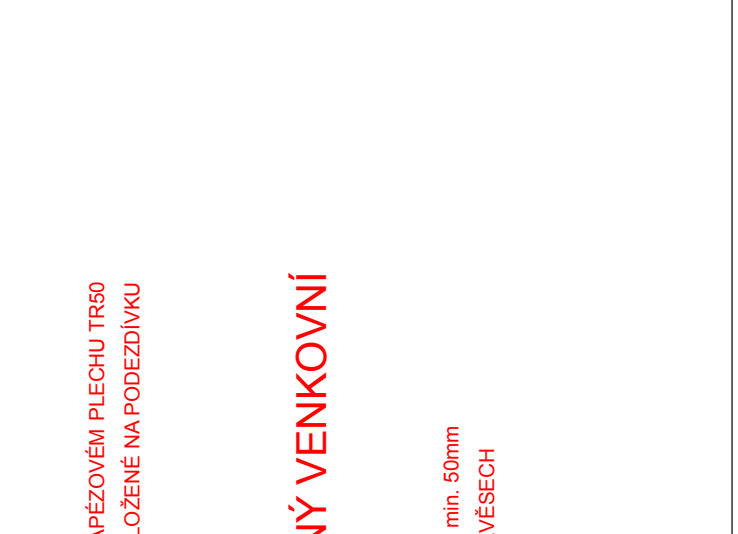 APÉZOVÉM PLECHU TR50
LOŽENÉ NA PODEZDÍVKU
NÝ VENKOVNÍ
min. 50mm
VĚSECH